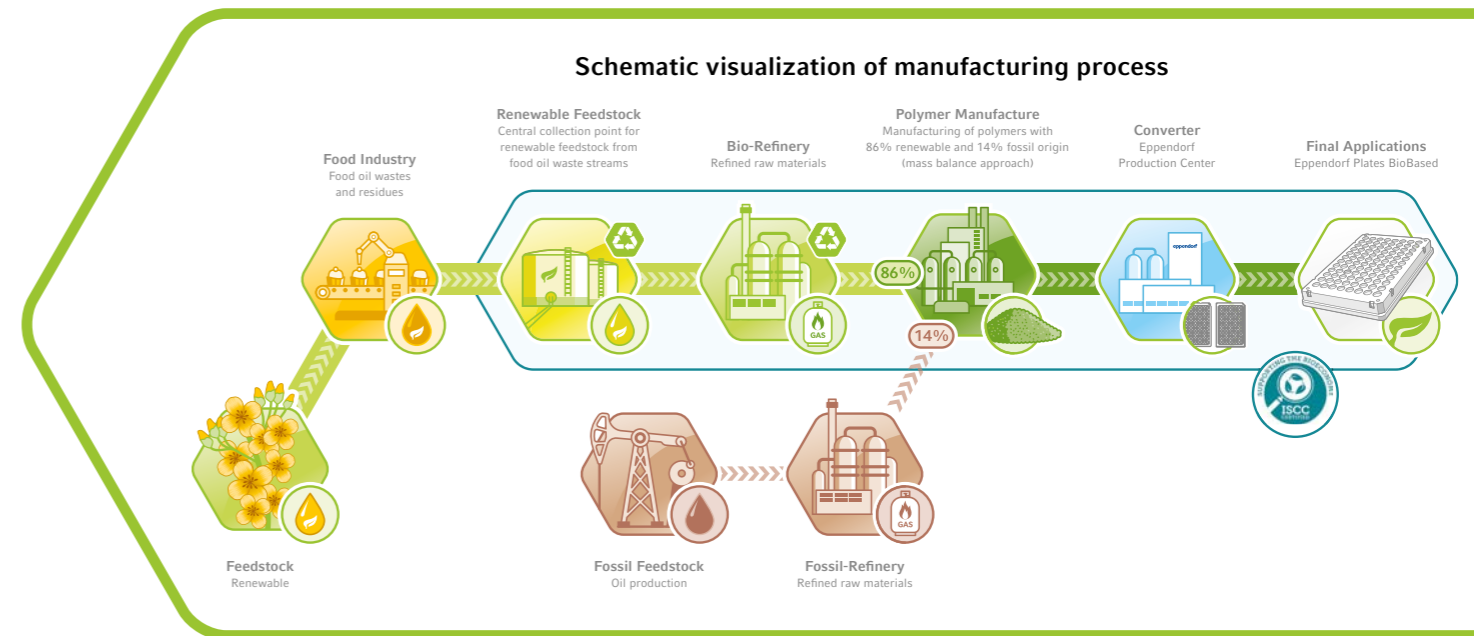 Schematic visualization of manufacturing process
Food Industry
Food oil wastes
and residues
Renewable Feedstock
Central collection point for
renewable feedstock from
food oil waste streams
Bio-Refinery
Refined raw materials
Polymer Manufacture
Manufacturing of polymers with
86% renewable and 14% fossil origin
(mass balance approach)
Converter
Eppendorf
Production Center
Final Applications
Eppendorf Plates BioBased
eppendorf
86%
GAS
14%
SUPPORTING THE BIOECONOMY
ISCC
CERTIFIED
GAS
Feedstock
Renewable
Fossil Feedstock
Oil production
Fossil-Refinery
Refined raw materials